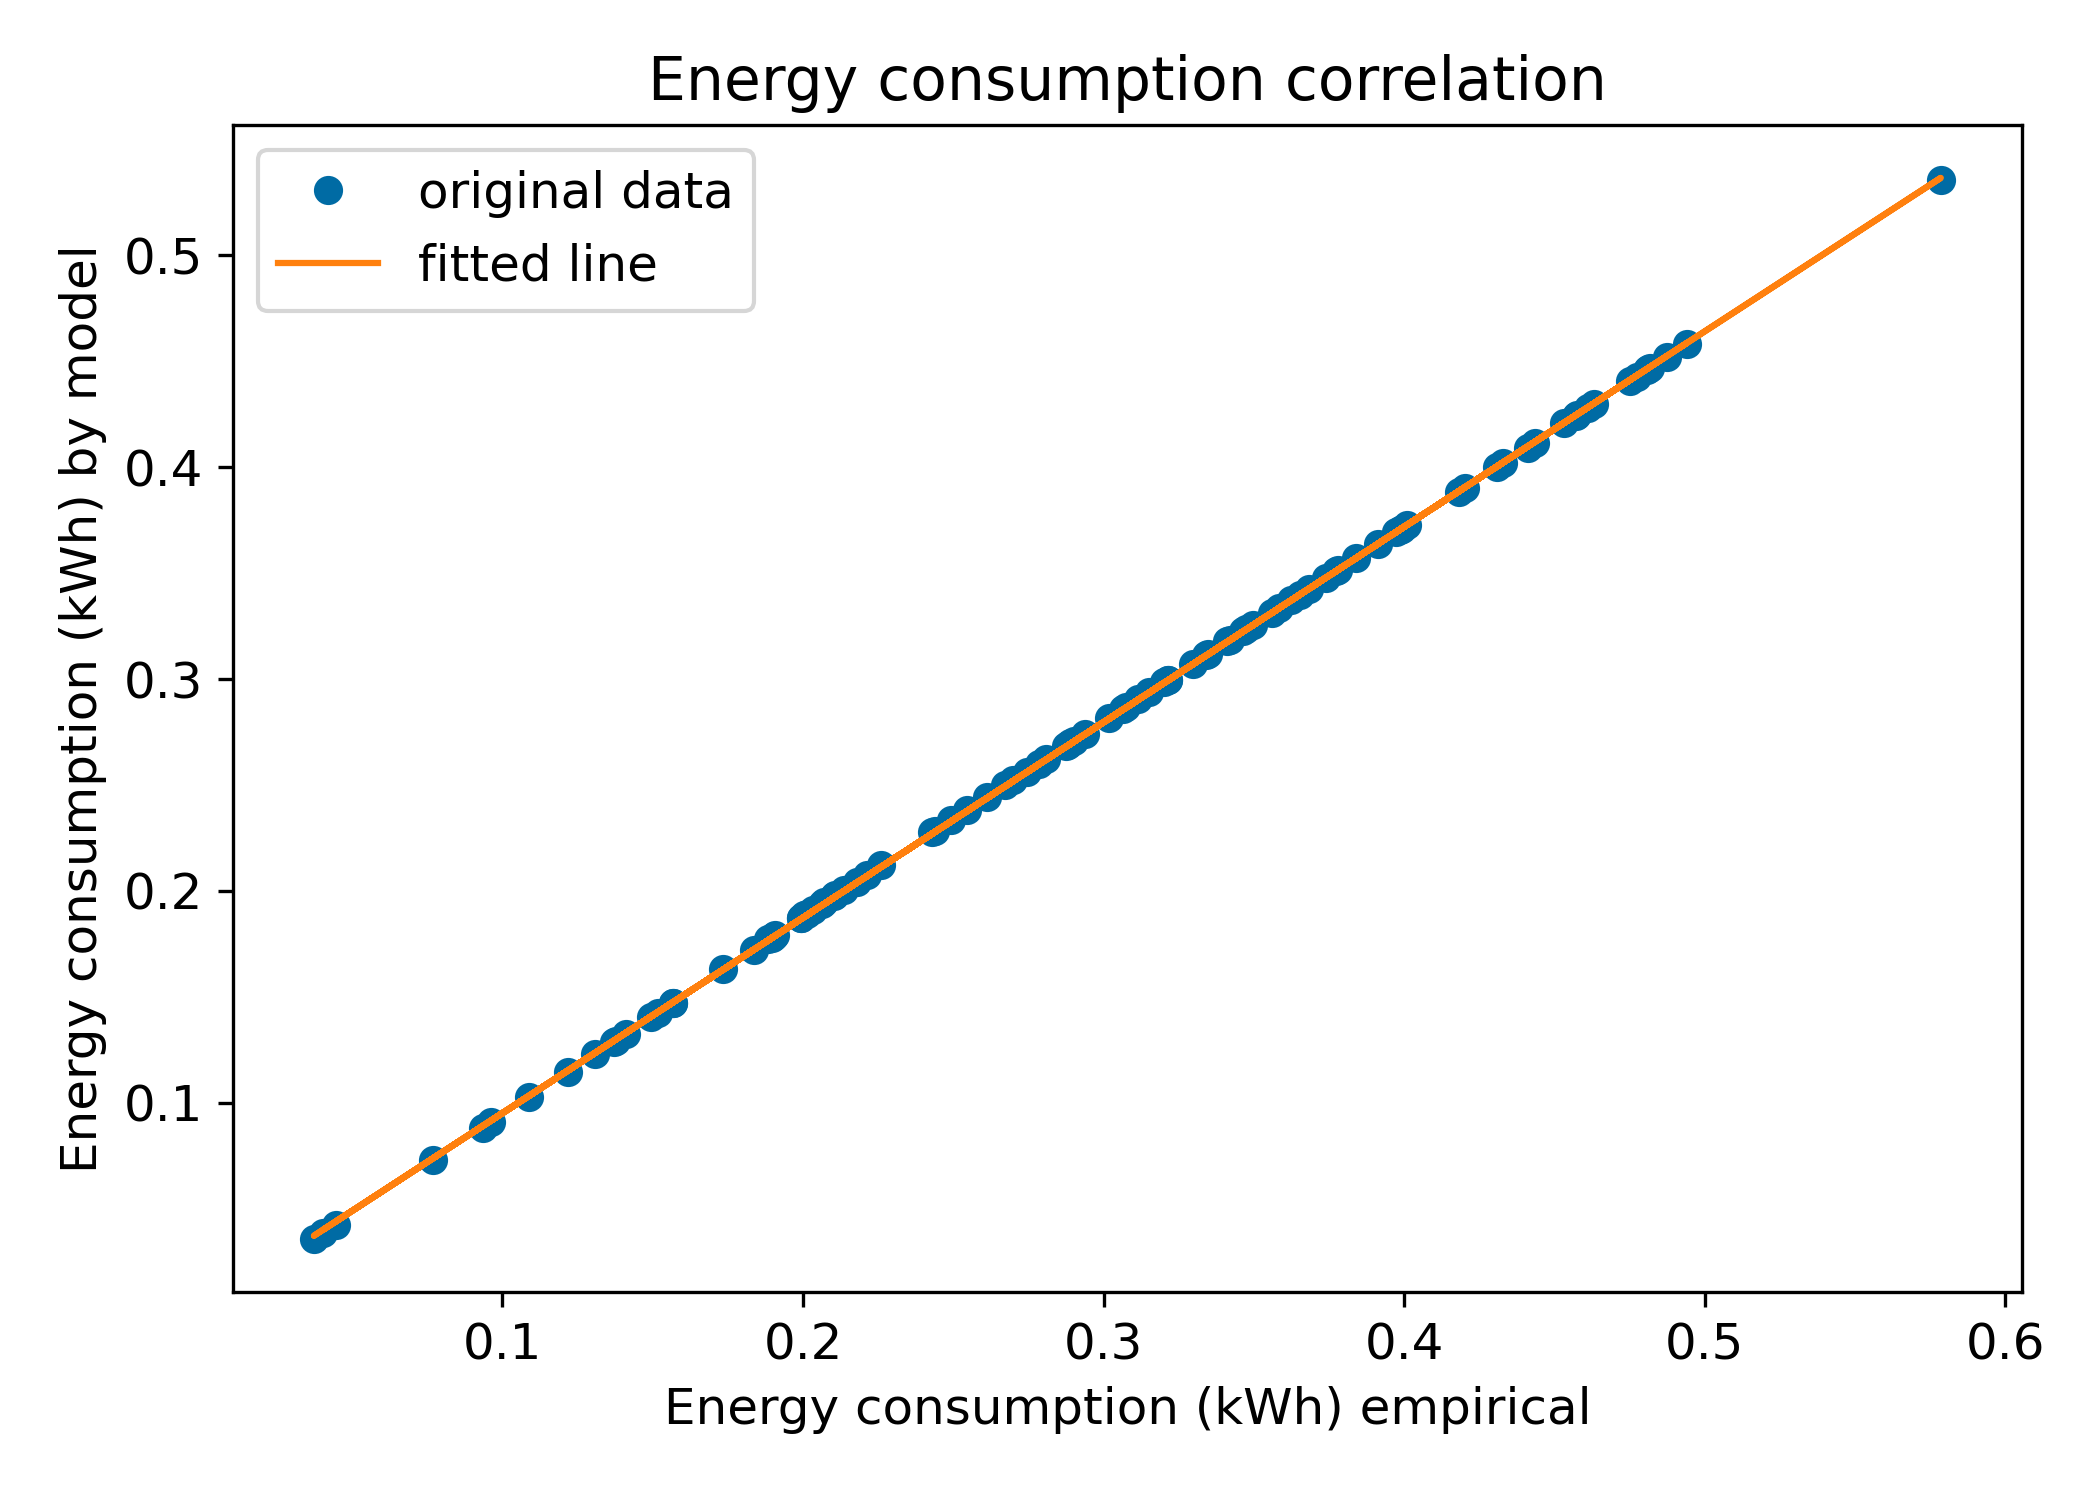 Energy consumption correlation
original data
fitted line
Energy consumption (kWh) by model
0.5
0.4
0.3
0.2
0.1
0.1 0.2 0.3 0.4 0.5 0.6
Energy consumption (kWh) empirical